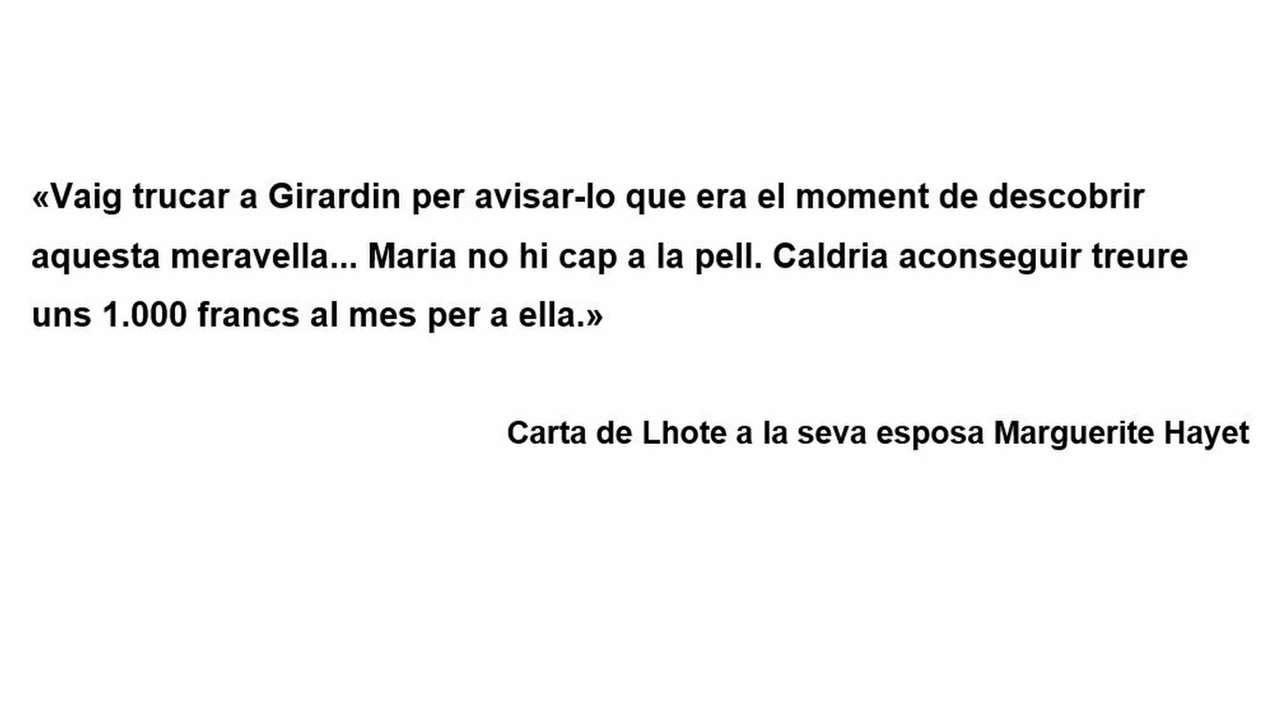 «Vaig trucar a Girardin per avisar-lo que era el moment de descobrir
aquesta meravella... Maria no hi cap a la pell. Caldria aconseguir treure
uns 1.000 francs al mes per a ella.»
Carta de Lhote a la seva esposa Marguerite Hayet